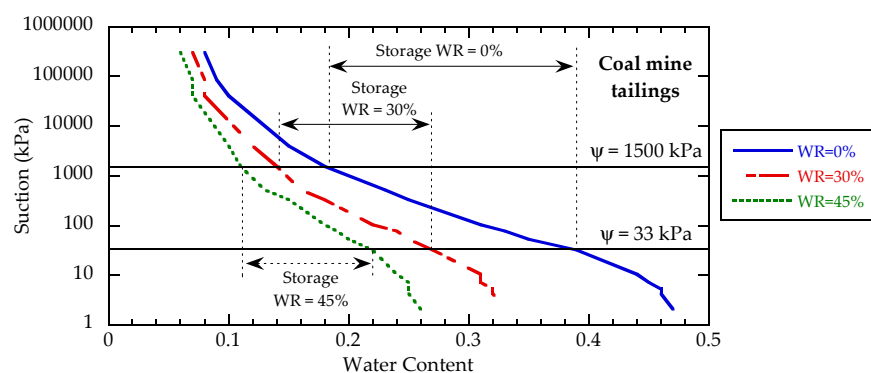 1000000
100000
10000
1000
100
10
1
Suction (kPa)
0
0.1
0.2
0.3
0.4
0.5
Water Content
Storage WR = 0%
Storage
WR = 30%
Coal mine
tailings
ψ = 1500 kPa
ψ = 33 kPa
Storage
WR = 45%
WR=0%
WR=30%
WR=45%